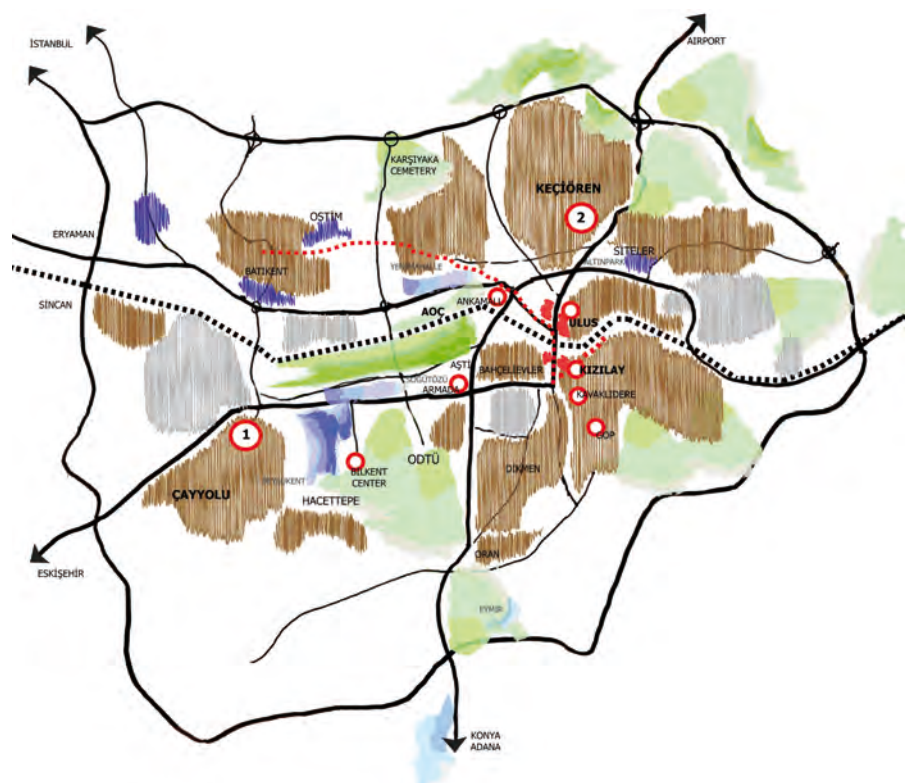 İSTANBUL
AIRPORT
KARŞIYAKA
CEMETERY
KEÇİÖREN
2
OSTİM
ERYAMAN
SİTELER
ALTINPARK
BATIKENT
SİNCAN
ANKAMALL
AOÇ
ULUS
AŞTİ
BAHÇELİEVLER
KIZILAY
SÖĞÜTÖZÜ
ARMADA
KAVAKLIDERE
1
GOP
ODTÜ
DİKMEN
BİLKENT
CENTER
ÇAYYOLU
HACETTEPE
ORAN
ESKİŞEHİR
EYMİR
KONYA
ADANA